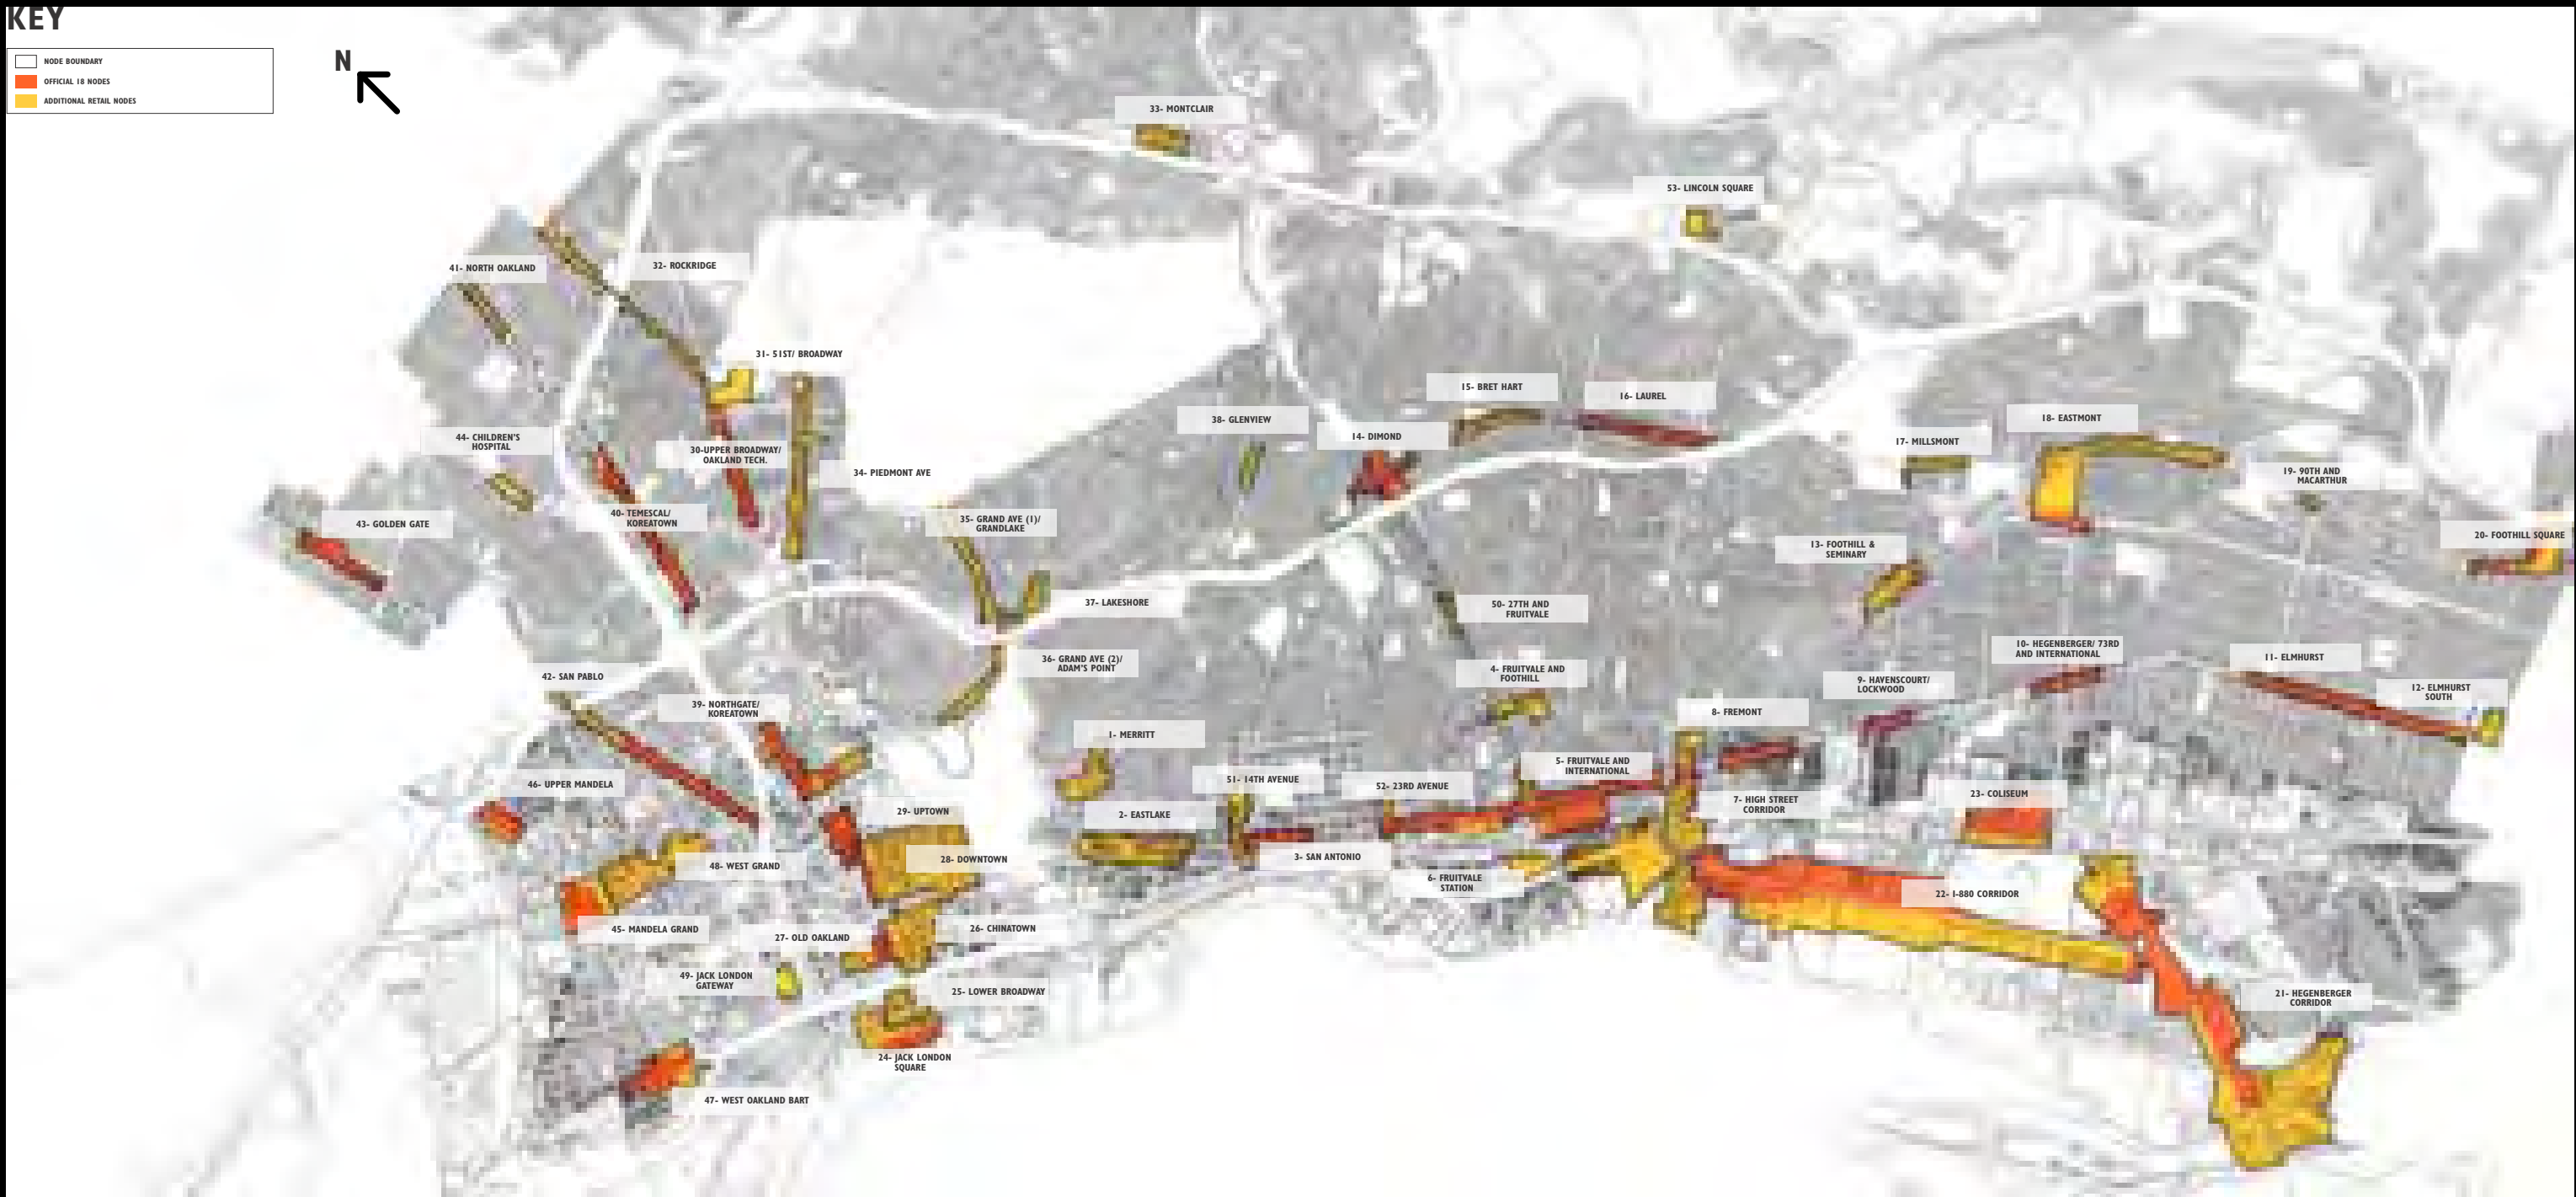 KEY
NODE BOUNDARY
OFFICIAL 18 NODES
ADDITIONAL RETAIL NODES
N
33- MONTCLAIR
53- LINCOLN SQUARE
41- NORTH OAKLAND
32- ROCKRIDGE
31- 51ST/ BROADWAY
15- BRET HART
16- LAUREL
38- GLENVIEW
14- DIMOND
18- EASTMONT
17- MILLSMONT
44- CHILDREN'S
HOSPITAL
30-UPPER BROADWAY/
OAKLAND TECH.
34- PIEDMONT AVE
19- 90TH AND
MACARTHUR
43- GOLDEN GATE
40- TEMESCAL/
KOREATOWN
35- GRAND AVE (1)/
GRANDLAKE
20- FOOTHILL SQUARE
13- FOOTHILL &
SEMINARY
37- LAKESHORE
50- 27TH AND
FRUITVALE
10- HEGENBERGER/ 73RD
AND INTERNATIONAL
11- ELMHURST
36- GRAND AVE (2)/
ADAM'S POINT
42- SAN PABLO
4- FRUITVALE AND
FOOTHILL
9- HAVENSCOURT/
LOCKWOOD
12- ELMHURST
SOUTH
39- NORTHGATE/
KOREATOWN
8- FREMONT
1- MERRITT
5- FRUITVALE AND
INTERNATIONAL
46- UPPER MANDELA
51- 14TH AVENUE
52- 23RD AVENUE
23- COLISEUM
7- HIGH STREET
CORRIDOR
29- UPTOWN
2- EASTLAKE
48- WEST GRAND
28- DOWNTOWN
3- SAN ANTONIO
6- FRUITVALE
STATION
22- I-880 CORRIDOR
45- MANDELA GRAND
27- OLD OAKLAND
26- CHINATOWN
49- JACK LONDON
GATEWAY
25- LOWER BROADWAY
21- HEGENBERGER
CORRIDOR
24- JACK LONDON
SQUARE
47- WEST OAKLAND BART